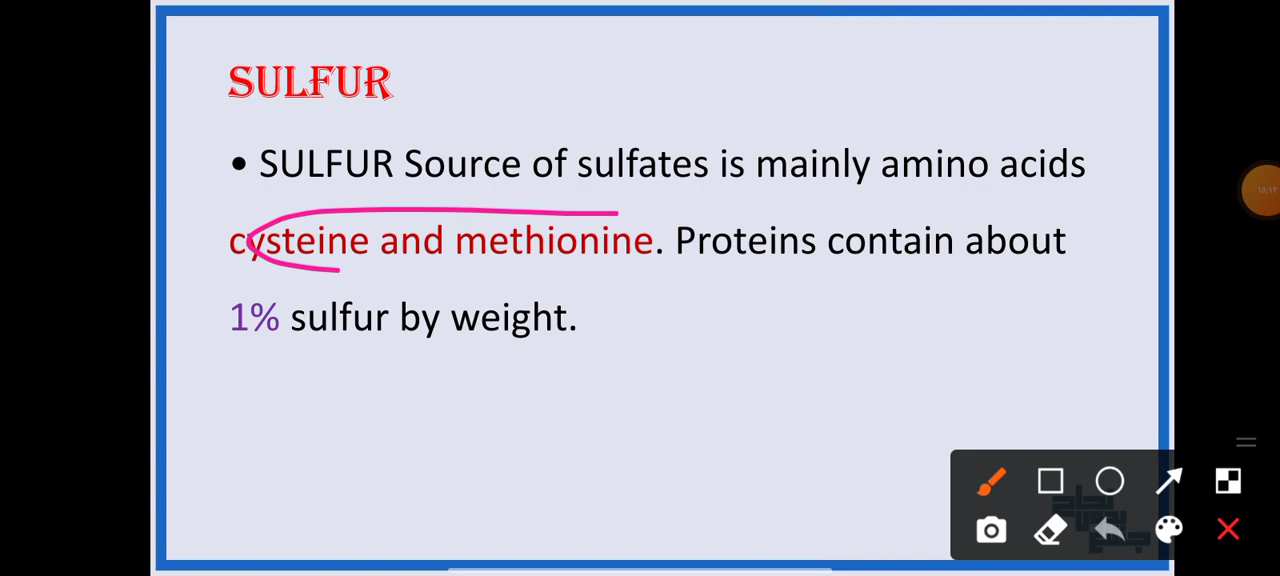 SULFUR
• SULFUR Source of sulfates is mainly amino acids
cysteine and methionine. Proteins contain about
1% sulfur by weight.